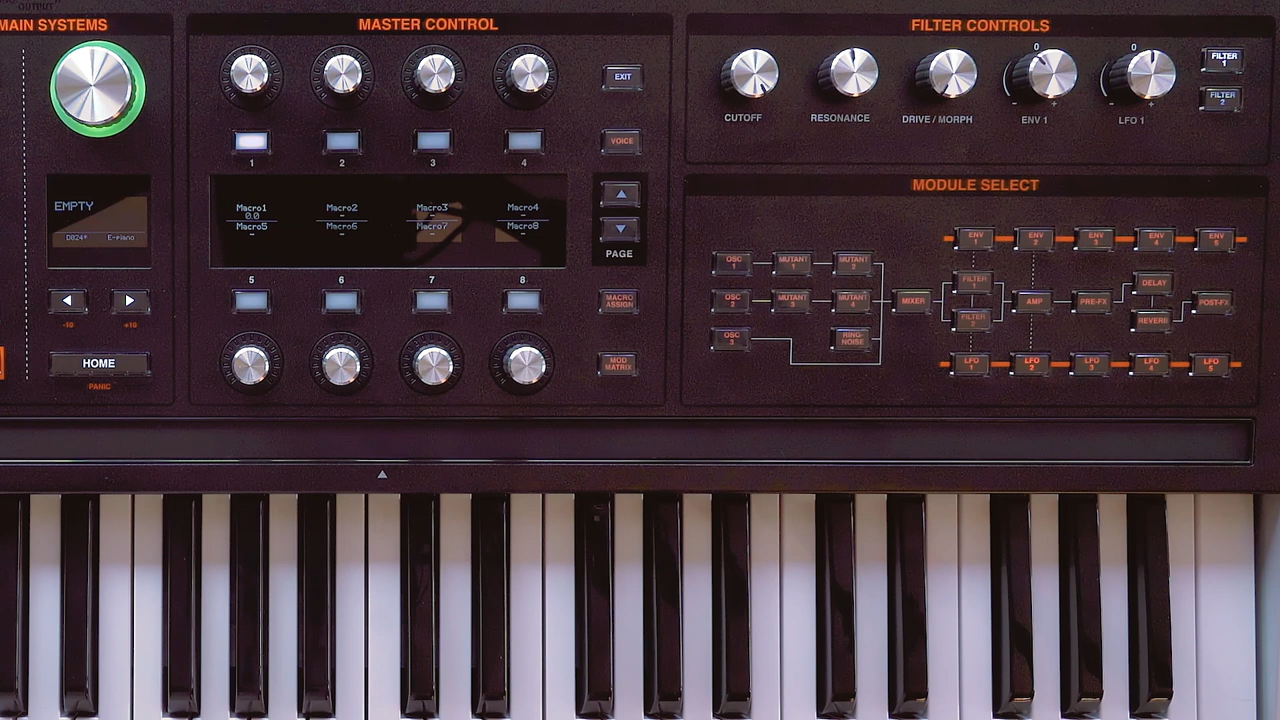 OUTPUT
MAIN SYSTEMS
EMPTY
D824* E-piano
-10 +10
HOME
PANIC
MASTER CONTROL
EXIT
1 2 3 4
VOICE
Macro1 Macro2 Macro3 Macro4
0.0 - - -
Macro5 Macro6 Macro7 Macro8
- - - -
PAGE
5 6 7 8
MACRO
ASSIGN
MOD
MATRIX
FILTER CONTROLS
0 0
- + - +
CUTOFF RESONANCE DRIVE / MORPH ENV 1 LFO 1
FILTER
1
FILTER
2
MODULE SELECT
ENV
1
ENV
2
ENV
3
ENV
4
ENV
5
OSC
1
MUTANT
1
MUTANT
2
FILTER
1
DELAY
OSC
2
MUTANT
3
MUTANT
4
MIXER
AMP
PRE-FX
POST-FX
FILTER
2
REVERB
OSC
3
RING-
NOISE
LFO
1
LFO
2
LFO
3
LFO
4
LFO
5